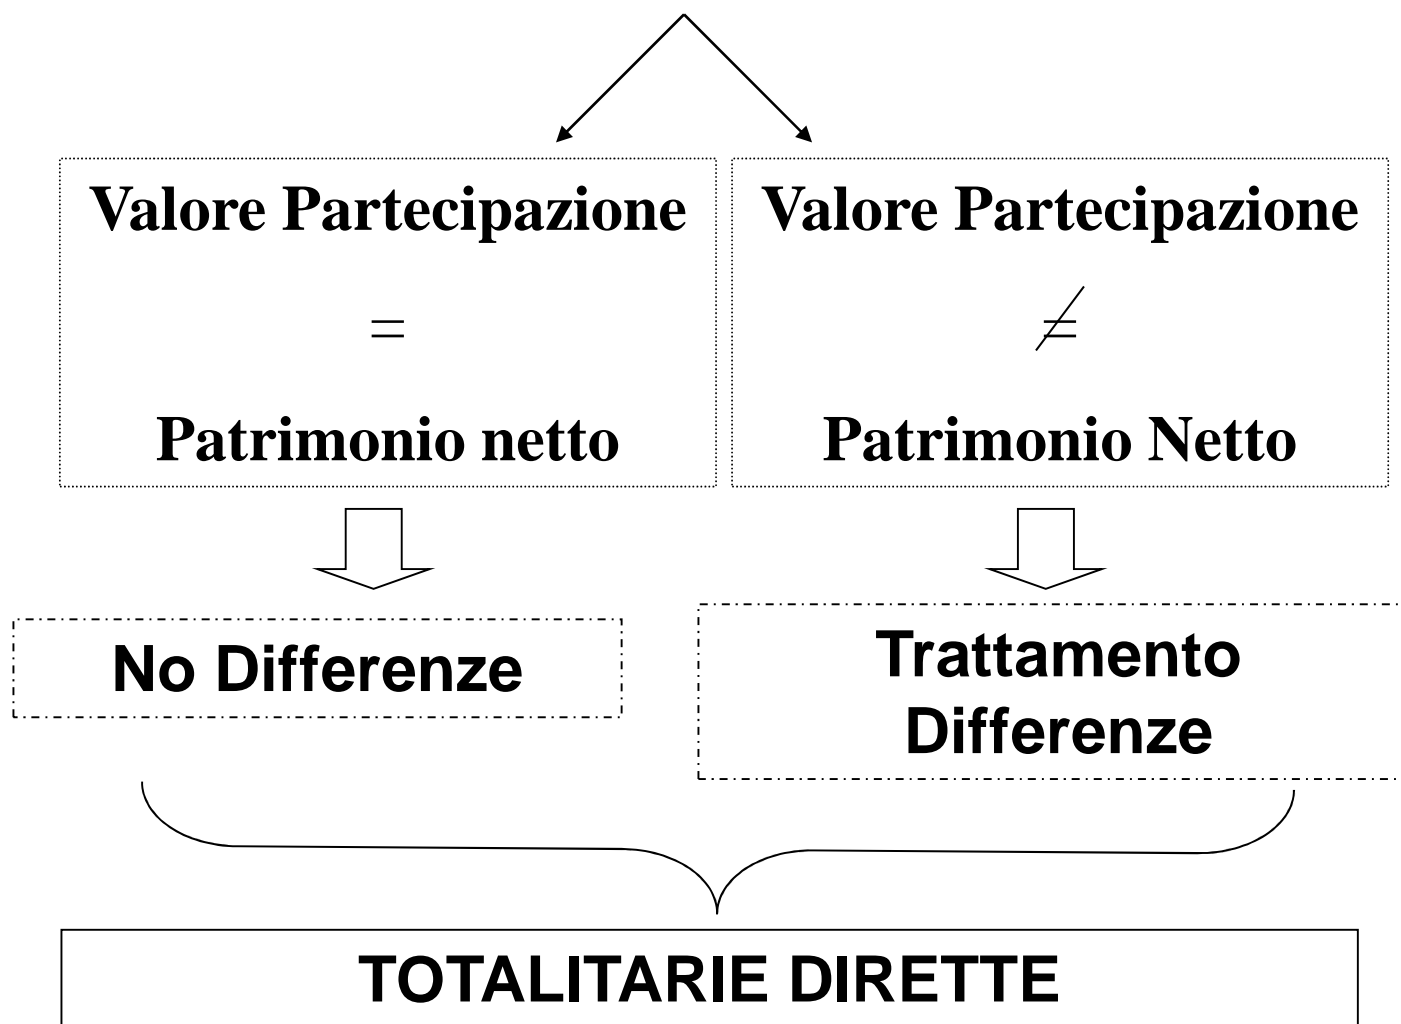 Valore Partecipazione
=
Patrimonio netto
Valore Partecipazione
≠
Patrimonio Netto
No Differenze
Trattamento
Differenze
TOTALITARIE DIRETTE